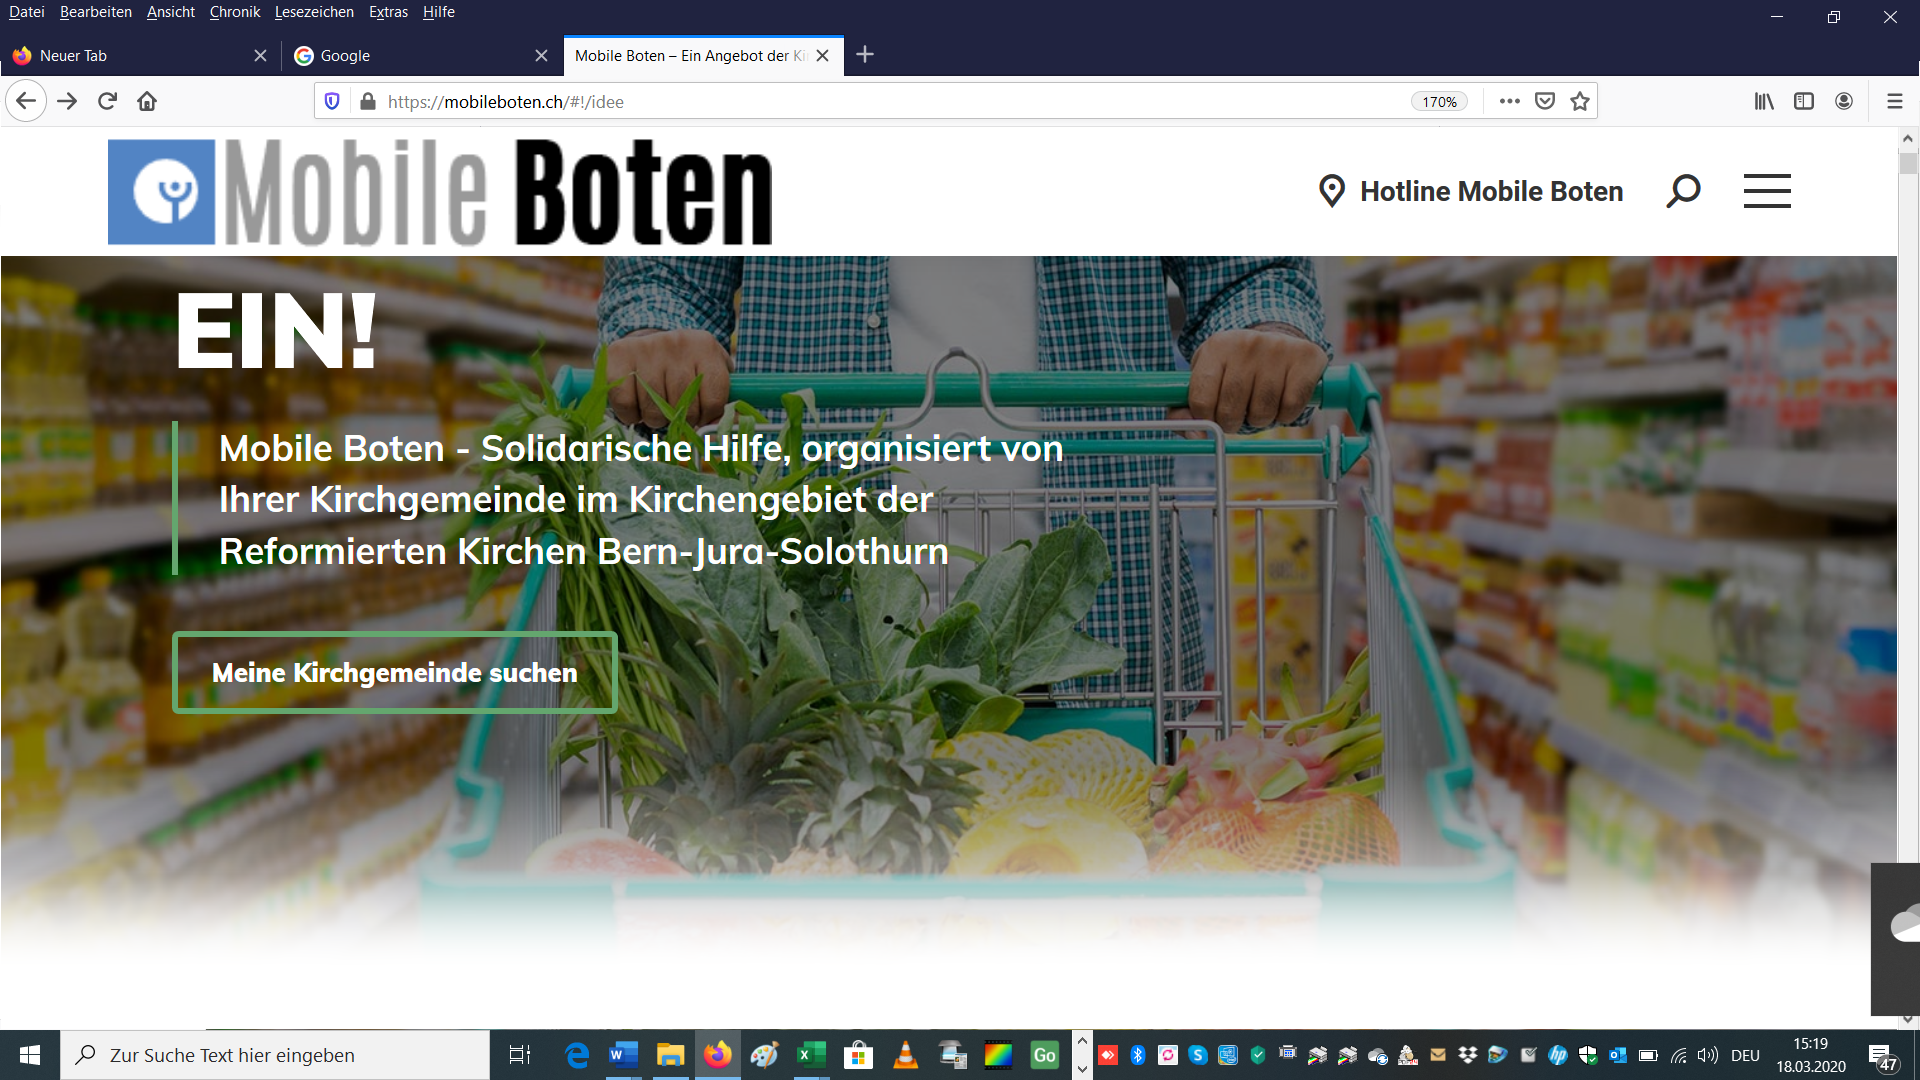 Datei Bearbeiten Ansicht Chronik Lesezeichen Extras Hilfe
Neuer Tab
Google
Mobile Boten – Ein Angebot der Ki
https://mobileboten.ch/#!/idee
170%
Mobile Boten
Hotline Mobile Boten
EIN!
Mobile Boten - Solidarische Hilfe, organisiert von
Ihrer Kirchgemeinde im Kirchengebiet der
Reformierten Kirchen Bern-Jura-Solothurn
Meine Kirchgemeinde suchen
Zur Suche Text hier eingeben
Go
DEU
15:19
18.03.2020
47